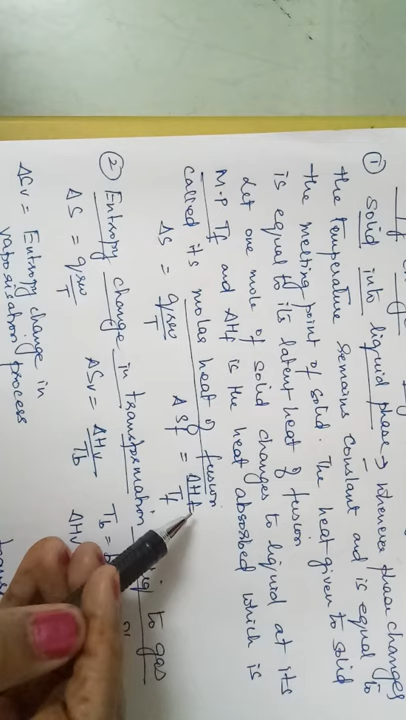 ① Solid into liquid phase → Whenever phase changes
the temperature remains constant and is equal to
the melting point of solid. The heat given to solid
is equal to its latent heat of fusion
Let one mole of solid changes to liquid at its
M.P Tf and ΔHf is the heat absorbed which is
called its molar heat of fusion
ΔS = qrev/T ΔSf = ΔHf/Tf
② Entropy change in transformation to gas
ΔS = qrev/T ΔSv = ΔHv/Tb Tb =
ΔHv
ΔSv = Entropy change in
vaporisation process